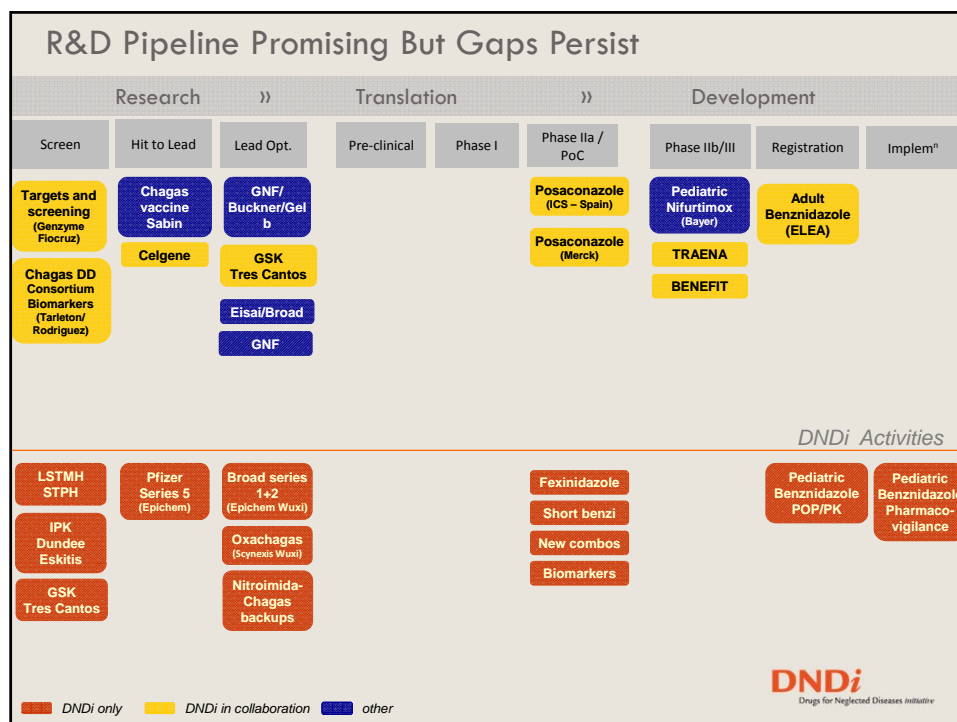 R&D Pipeline Promising But Gaps Persist
Research » Translation » Development
Screen
Hit to Lead
Lead Opt.
Pre-clinical
Phase I
Phase IIa /
PoC
Phase IIb/III
Registration
Implemⁿ
Targets and
screening
(Genzyme
Fiocruz)
Chagas DD
Consortium
Biomarkers
(Tarleton/
Rodriguez)
Chagas
vaccine
Sabin
Celgene
GNF/
Buckner/Gel
b
GSK
Tres Cantos
Eisai/Broad
GNF
Posaconazole
(ICS – Spain)
Posaconazole
(Merck)
Pediatric
Nifurtimox
(Bayer)
TRAENA
BENEFIT
Adult
Benznidazole
(ELEA)
DNDi Activities
LSTMH
STPH
IPK
Dundee
Eskitis
GSK
Tres Cantos
Pfizer
Series 5
(Epichem)
Broad series
1+2
(Epichem Wuxi)
Oxachagas
(Scynexis Wuxi)
Nitroimida-
Chagas
backups
Fexinidazole
Short benzi
New combos
Biomarkers
Pediatric
Benznidazole
POP/PK
Pediatric
Benznidazole
Pharmaco-
vigilance
DNDi
Drugs for Neglected Diseases initiative
DNDi only
DNDi in collaboration
other